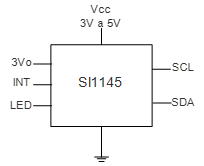 Vcc
3V a 5V
3Vo
INT
LED
SI1145
SCL
SDA